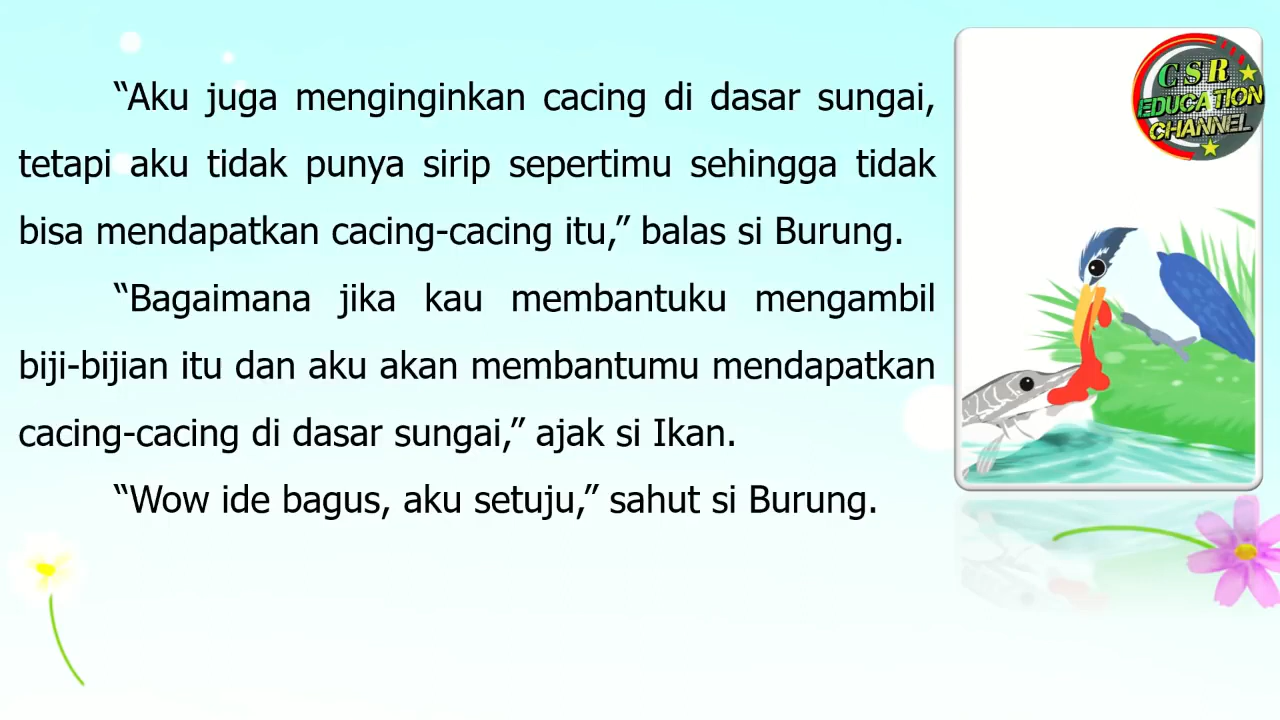 “Aku juga menginginkan cacing di dasar sungai,
tetapi aku tidak punya sirip sepertimu sehingga tidak
bisa mendapatkan cacing-cacing itu,” balas si Burung.
“Bagaimana jika kau membantuku mengambil
biji-bijian itu dan aku akan membantumu mendapatkan
cacing-cacing di dasar sungai,” ajak si Ikan.
“Wow ide bagus, aku setuju,” sahut si Burung.
CSR
EDUCATION
CHANNEL